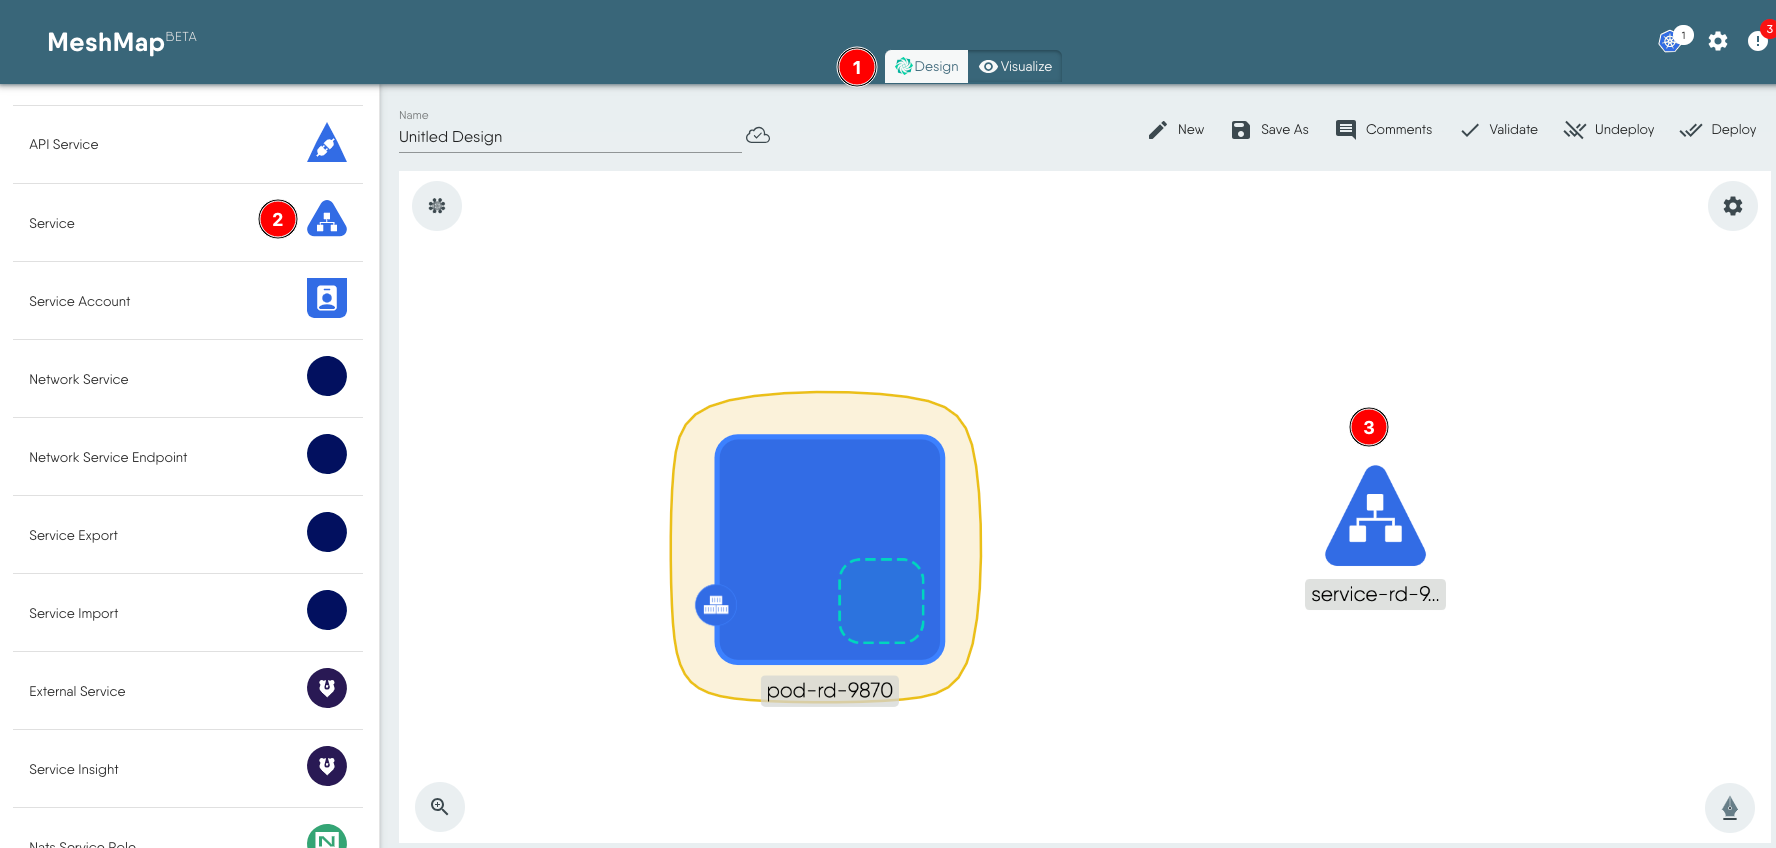 MeshMap BETA
1
3
1
Design
Visualize
Name
Unitled Design
New
Save As
Comments
Validate
Undeploy
Deploy
API Service
Service
2
Service Account
Network Service
Network Service Endpoint
Service Export
Service Import
External Service
Service Insight
Nats Service Role
3
service-rd-9...
pod-rd-9870